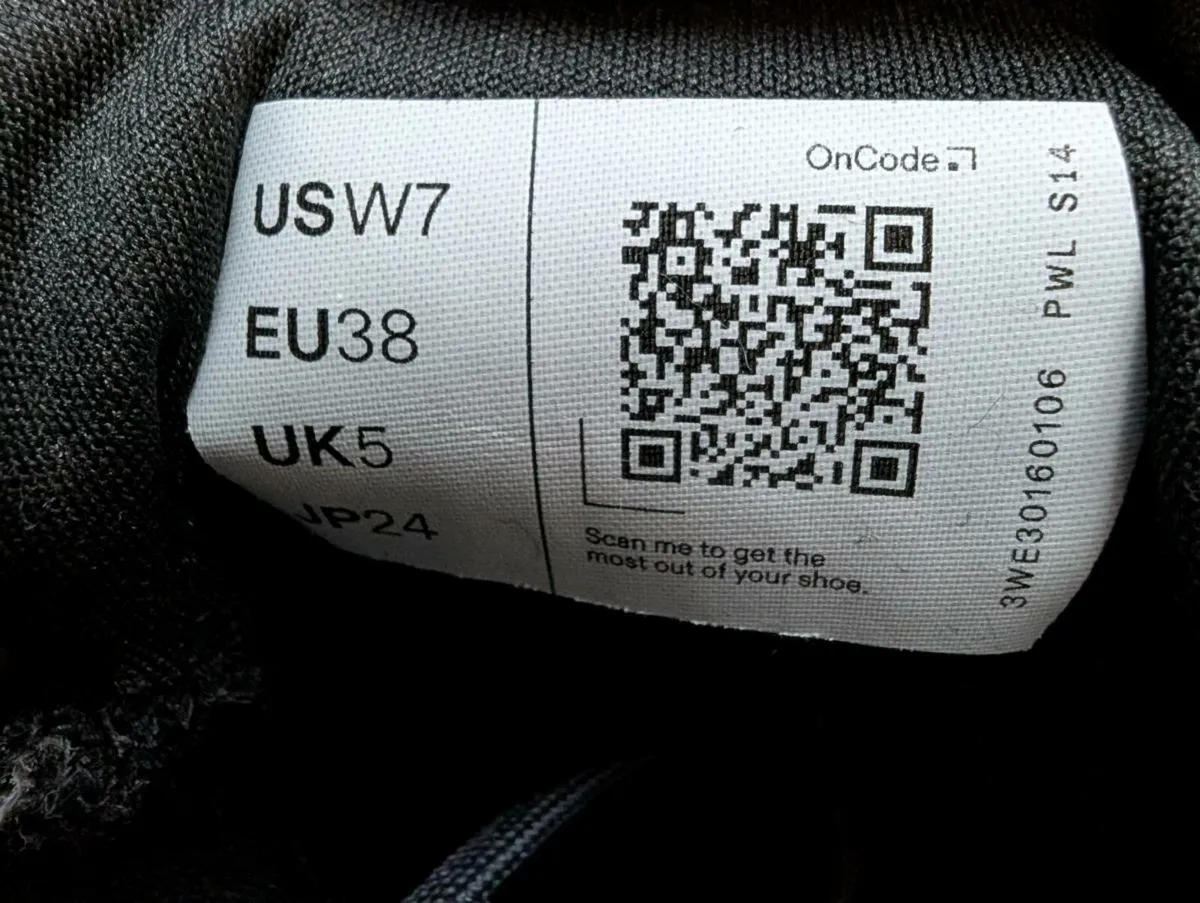 USW7
EU38
UK5
JP24
OnCode
Scan me to get the
most out of your shoe.
3WE30160106 PWL S14